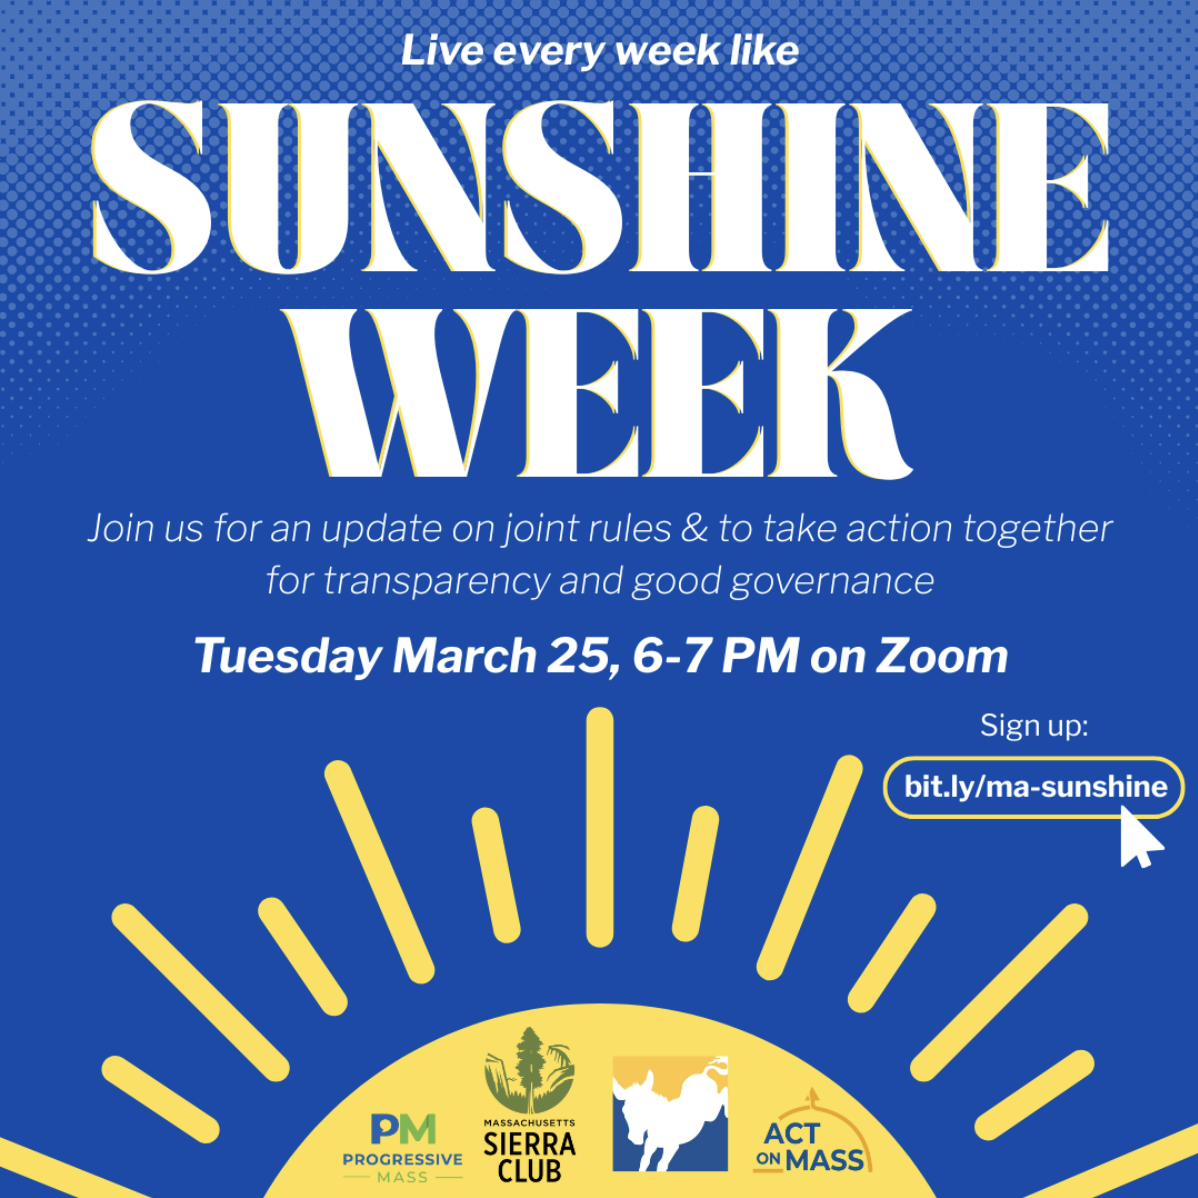 Live every week like
SUNSHINE
WEEK
Join us for an update on joint rules & to take action together
for transparency and good governance
Tuesday March 25, 6-7 PM on Zoom
Sign up:
bit.ly/ma-sunshine
PM
PROGRESSIVE
MASS
MASSACHUSETTS
SIERRA
CLUB
ACT
ON MASS